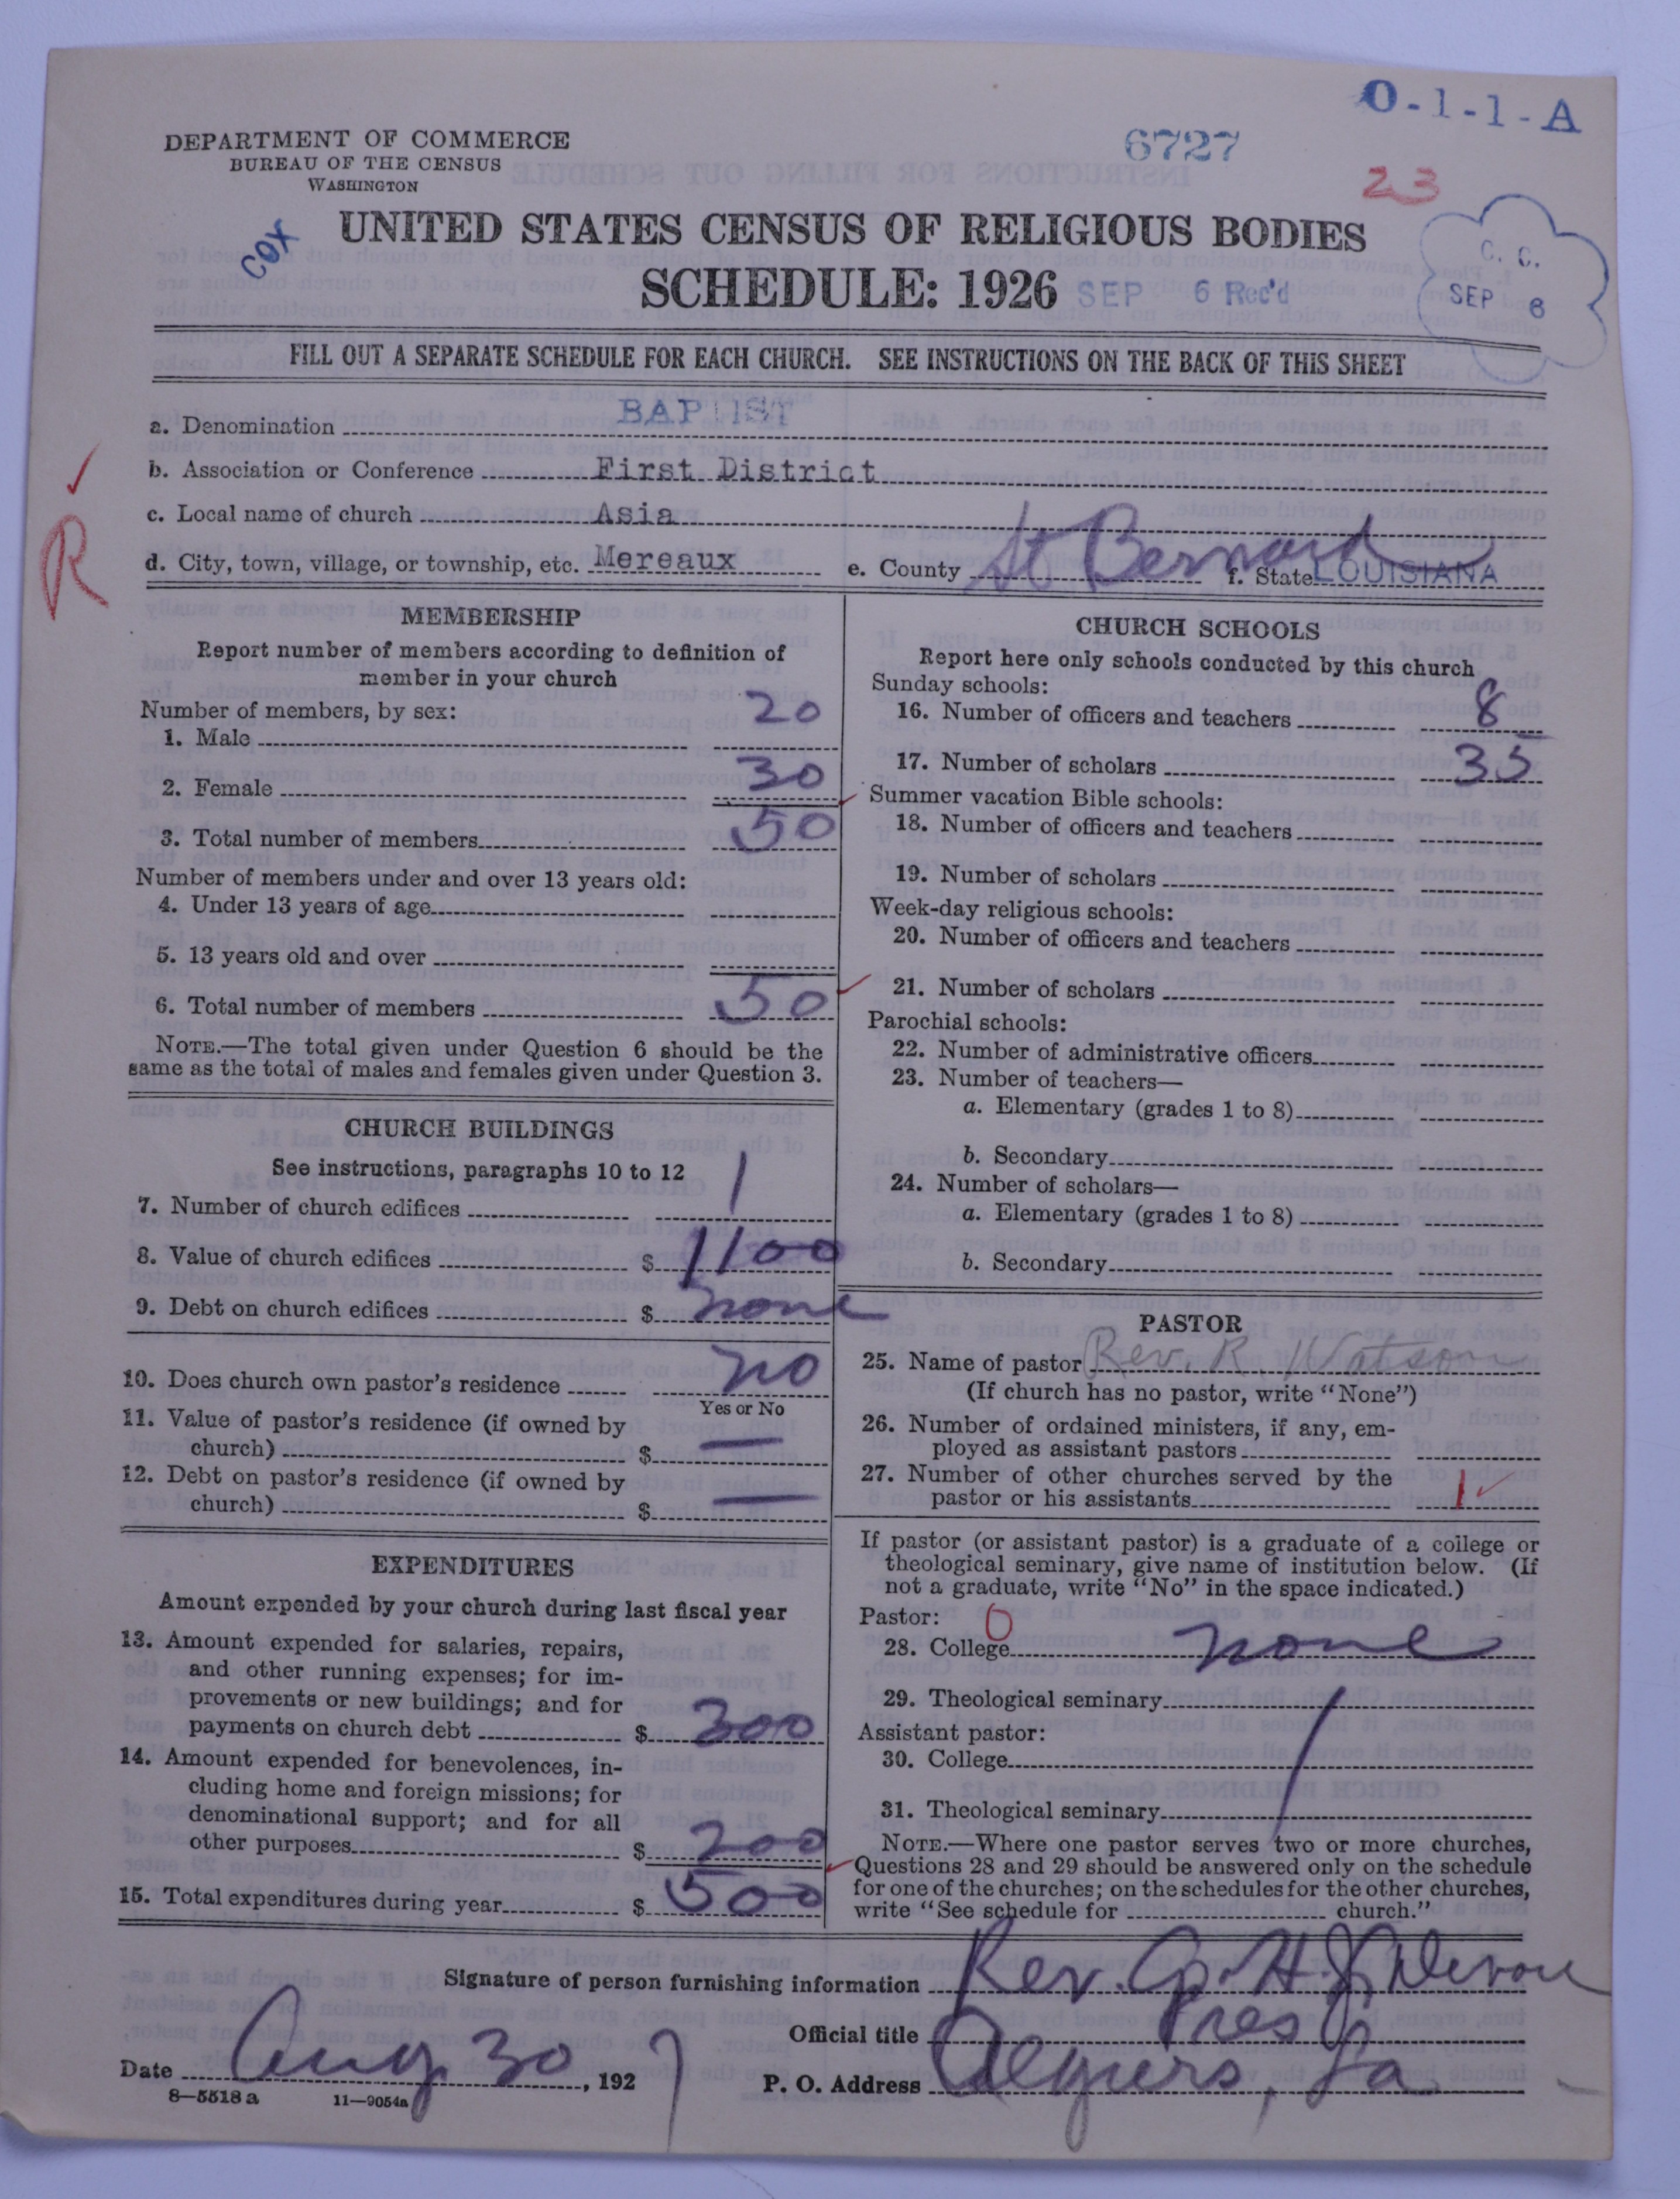 O-1-1-A
DEPARTMENT OF COMMERCE
BUREAU OF THE CENSUS
WASHINGTON
6727
23
COX
UNITED STATES CENSUS OF RELIGIOUS BODIES
SCHEDULE: 1926
SEP 6 Rec'd
C. C.
SEP 6
FILL OUT A SEPARATE SCHEDULE FOR EACH CHURCH. SEE INSTRUCTIONS ON THE BACK OF THIS SHEET
a. Denomination BAPTIST
b. Association or Conference First District
c. Local name of church Asia
d. City, town, village, or township, etc. Mereaux e. County St Bernard f. State LOUISIANA
R
MEMBERSHIP
Report number of members according to definition of
member in your church
Number of members, by sex:
1. Male 20
2. Female 30
3. Total number of members 50
Number of members under and over 13 years old:
4. Under 13 years of age
5. 13 years old and over
6. Total number of members 50
NOTE.—The total given under Question 6 should be the
same as the total of males and females given under Question 3.
CHURCH BUILDINGS
See instructions, paragraphs 10 to 12
7. Number of church edifices 1
8. Value of church edifices $ 1100
9. Debt on church edifices $ none
10. Does church own pastor's residence no
Yes or No
11. Value of pastor's residence (if owned by
church) $ —
12. Debt on pastor's residence (if owned by
church) $ —
EXPENDITURES
Amount expended by your church during last fiscal year
13. Amount expended for salaries, repairs,
and other running expenses; for im-
provements or new buildings; and for
payments on church debt $ 300
14. Amount expended for benevolences, in-
cluding home and foreign missions; for
denominational support; and for all
other purposes $ 200
15. Total expenditures during year $ 500
CHURCH SCHOOLS
Report here only schools conducted by this church
Sunday schools:
16. Number of officers and teachers 8
17. Number of scholars 35
Summer vacation Bible schools:
18. Number of officers and teachers
19. Number of scholars
Week-day religious schools:
20. Number of officers and teachers
21. Number of scholars
Parochial schools:
22. Number of administrative officers
23. Number of teachers—
a. Elementary (grades 1 to 8)
b. Secondary
24. Number of scholars—
a. Elementary (grades 1 to 8)
b. Secondary
PASTOR
25. Name of pastor Rev. R. Watson
(If church has no pastor, write "None")
26. Number of ordained ministers, if any, em-
ployed as assistant pastors
27. Number of other churches served by the
pastor or his assistants 1
If pastor (or assistant pastor) is a graduate of a college or
theological seminary, give name of institution below. (If
not a graduate, write "No" in the space indicated.)
Pastor: 0
28. College none
29. Theological seminary
Assistant pastor:
30. College
31. Theological seminary
NOTE.—Where one pastor serves two or more churches,
Questions 28 and 29 should be answered only on the schedule
for one of the churches; on the schedules for the other churches,
write "See schedule for church."
Signature of person furnishing information Rev.
Official title Pres
Date Aug 30, 1927 P. O. Address Algiers, La
8—5518 a 11—9054a